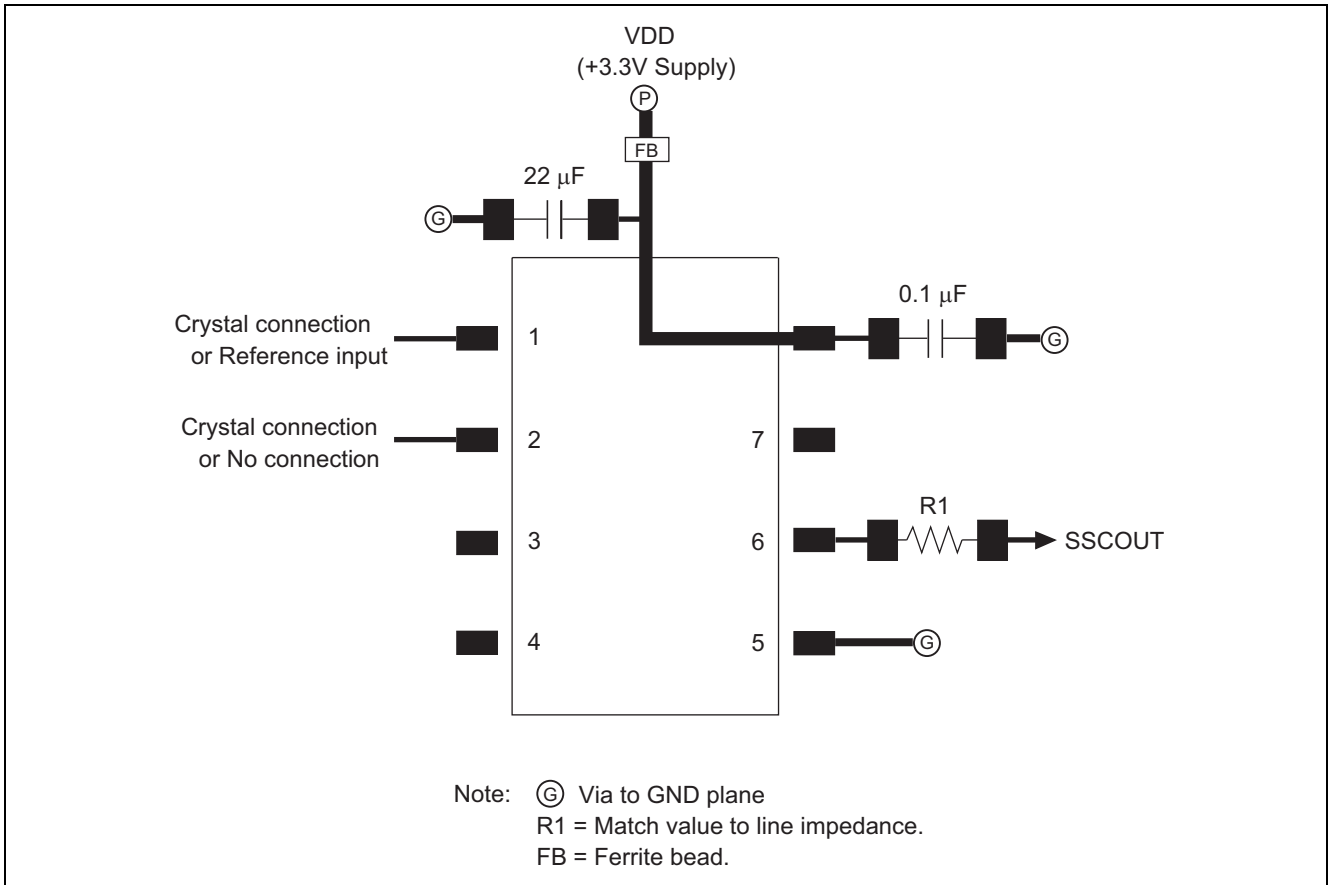 VDD
(+3.3V Supply)
P
FB
22 μF
G
0.1 μF
Crystal connection
or Reference input
1
G
Crystal connection
or No connection
2
7
R1
3
6
SSCOUT
4
5
G
Note: G Via to GND plane
R1 = Match value to line impedance.
FB = Ferrite bead.